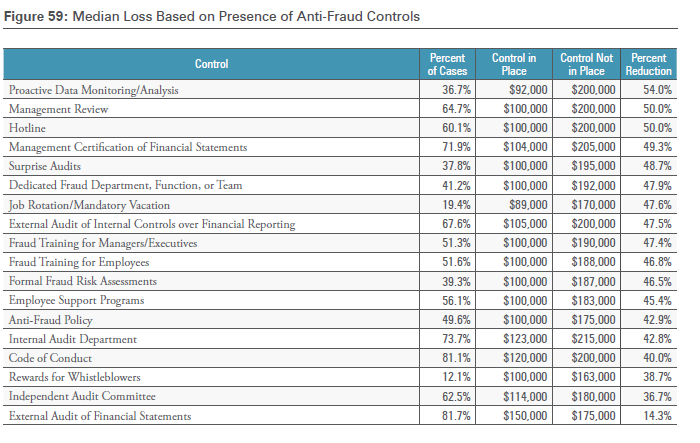 Figure 59: Median Loss Based on Presence of Anti-Fraud Controls
Control Percent of Cases Control in Place Control Not in Place Percent Reduction
Proactive Data Monitoring/Analysis 36.7% $92,000 $200,000 54.0%
Management Review 64.7% $100,000 $200,000 50.0%
Hotline 60.1% $100,000 $200,000 50.0%
Management Certification of Financial Statements 71.9% $104,000 $205,000 49.3%
Surprise Audits 37.8% $100,000 $195,000 48.7%
Dedicated Fraud Department, Function, or Team 41.2% $100,000 $192,000 47.9%
Job Rotation/Mandatory Vacation 19.4% $89,000 $170,000 47.6%
External Audit of Internal Controls over Financial Reporting 67.6% $105,000 $200,000 47.5%
Fraud Training for Managers/Executives 51.3% $100,000 $190,000 47.4%
Fraud Training for Employees 51.6% $100,000 $188,000 46.8%
Formal Fraud Risk Assessments 39.3% $100,000 $187,000 46.5%
Employee Support Programs 56.1% $100,000 $183,000 45.4%
Anti-Fraud Policy 49.6% $100,000 $175,000 42.9%
Internal Audit Department 73.7% $123,000 $215,000 42.8%
Code of Conduct 81.1% $120,000 $200,000 40.0%
Rewards for Whistleblowers 12.1% $100,000 $163,000 38.7%
Independent Audit Committee 62.5% $114,000 $180,000 36.7%
External Audit of Financial Statements 81.7% $150,000 $175,000 14.3%